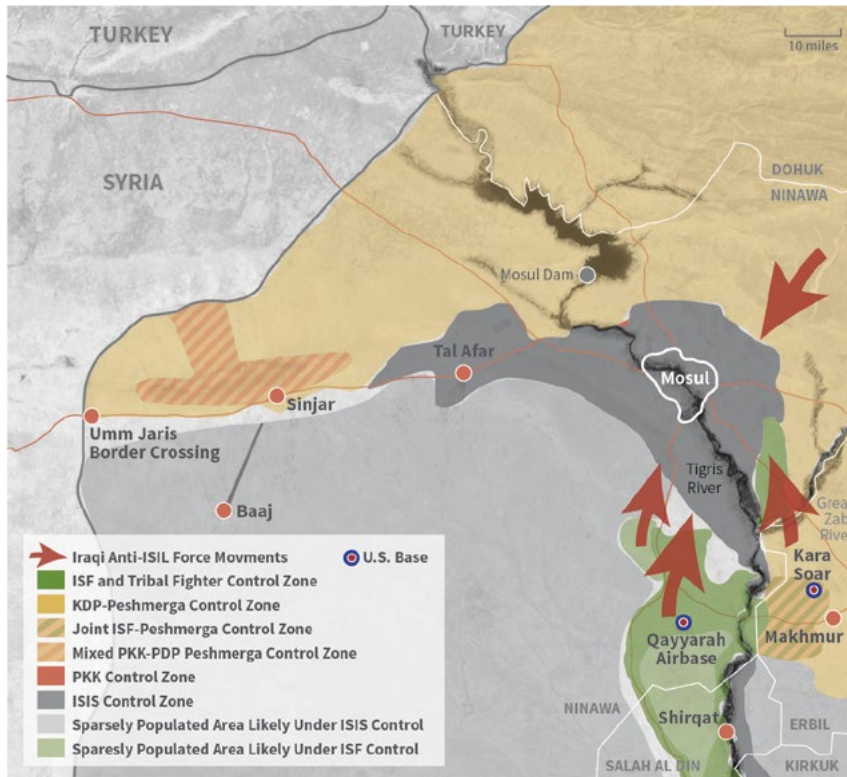 TURKEY
TURKEY
10 miles
SYRIA
DOHUK
NINAWA
Mosul Dam
Tal Afar
Mosul
Sinjar
Umm Jaris
Border Crossing
Tigris
River
Baaj
Great
Zab
River
Kara
Soar
Makhmur
Qayyarah
Airbase
NINAWA
Shirqat
ERBIL
SALAH AL DIN
KIRKUK
Iraqi Anti-ISIL Force Movments
U.S. Base
ISF and Tribal Fighter Control Zone
KDP-Peshmerga Control Zone
Joint ISF-Peshmerga Control Zone
Mixed PKK-PDP Peshmerga Control Zone
PKK Control Zone
ISIS Control Zone
Sparsely Populated Area Likely Under ISIS Control
Sparesly Populated Area Likely Under ISF Control